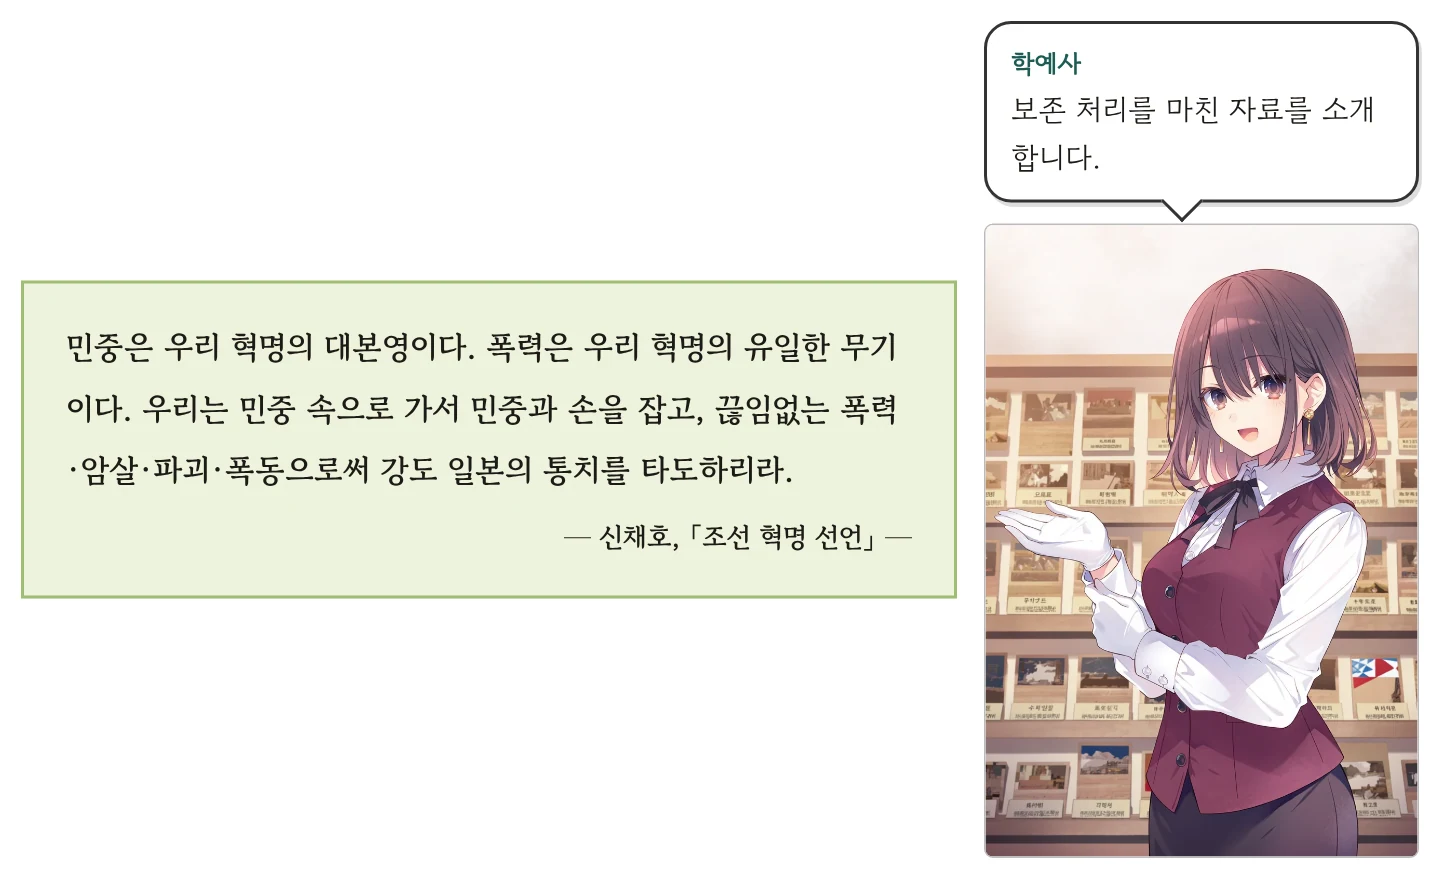 학예사
보존 처리를 마친 자료를 소개
합니다.
민중은 우리 혁명의 대본영이다. 폭력은 우리 혁명의 유일한 무기
이다. 우리는 민중 속으로 가서 민중과 손을 잡고, 끊임없는 폭력
·암살·파괴·폭동으로써 강도 일본의 통치를 타도하리라.
— 신채호, 「조선 혁명 선언」 —